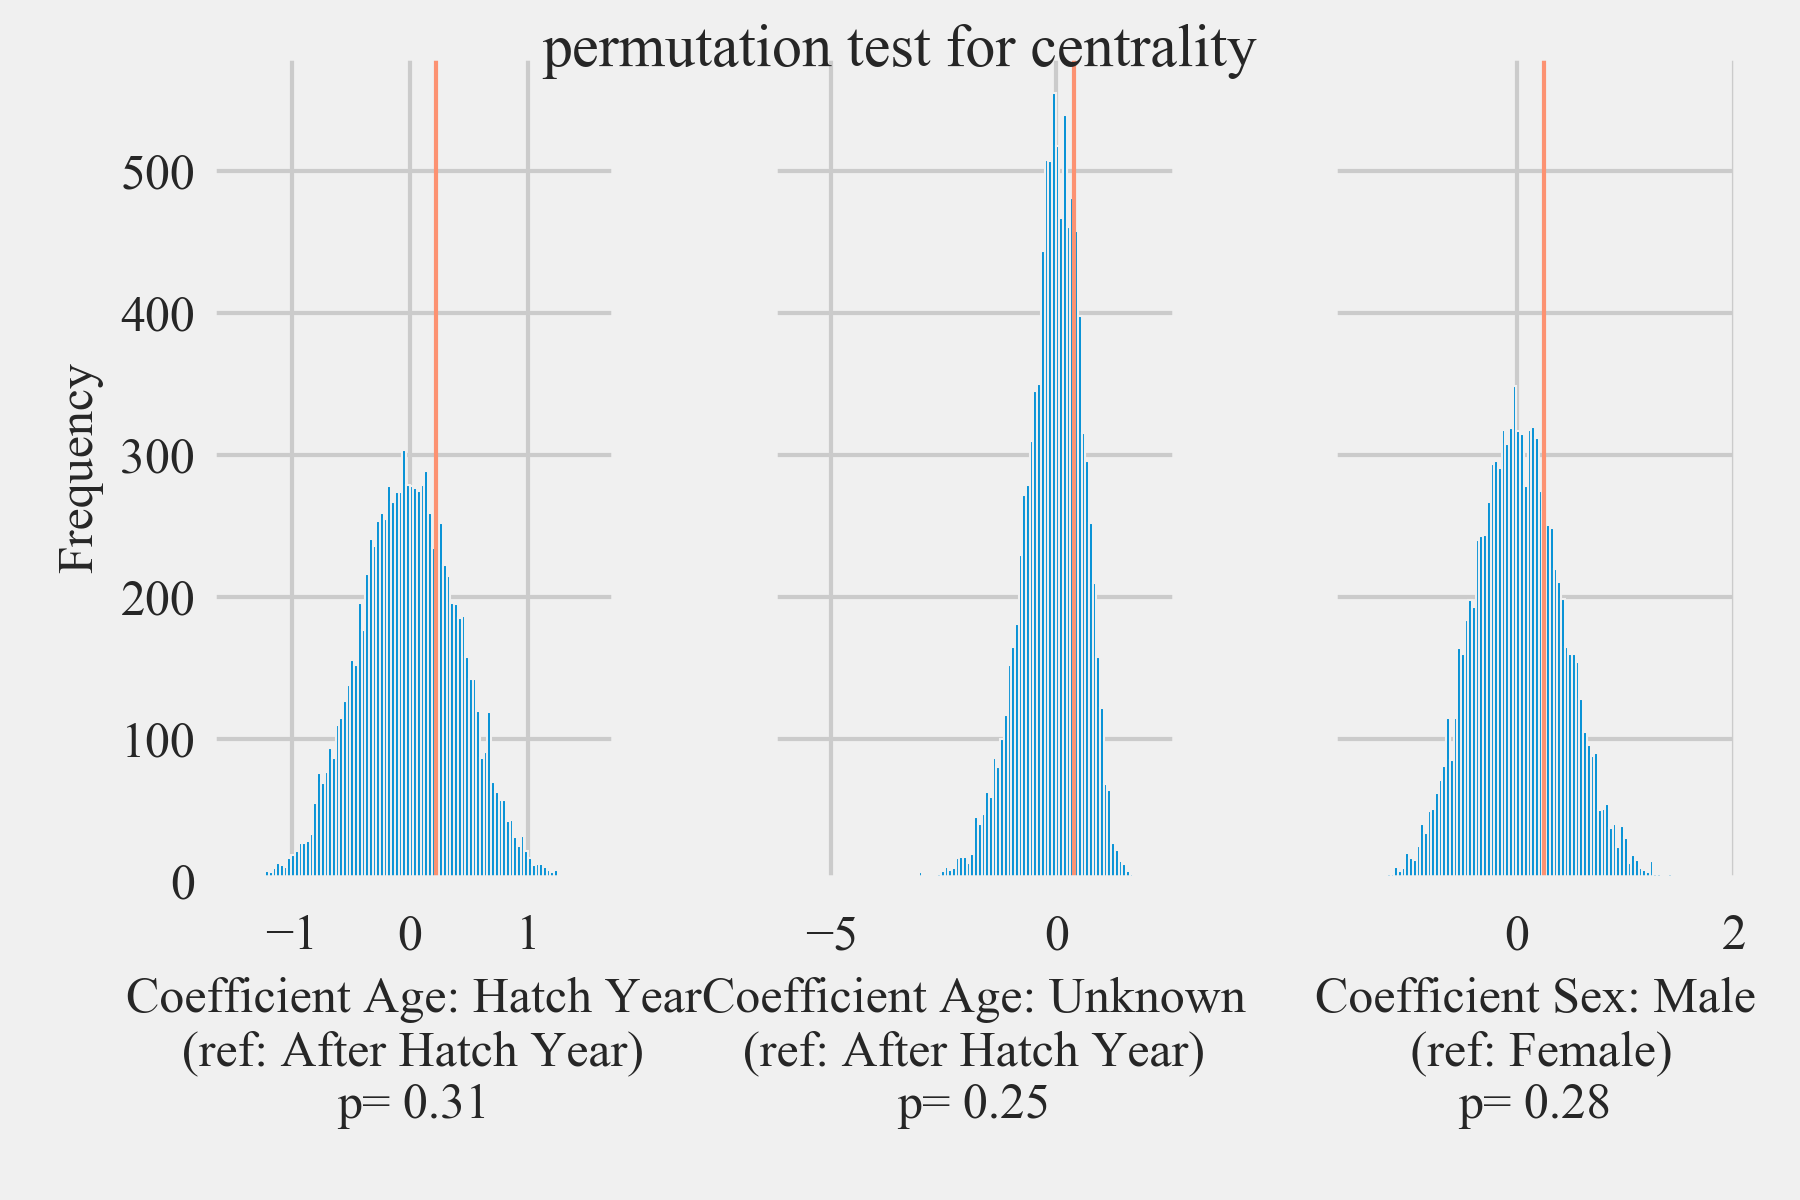 permutation test for centrality
Frequency
500
400
300
200
100
0
−1 0 1
Coefficient Age: Hatch Year
(ref: After Hatch Year)
p= 0.31
−5 0
Coefficient Age: Unknown
(ref: After Hatch Year)
p= 0.25
0 2
Coefficient Sex: Male
(ref: Female)
p= 0.28